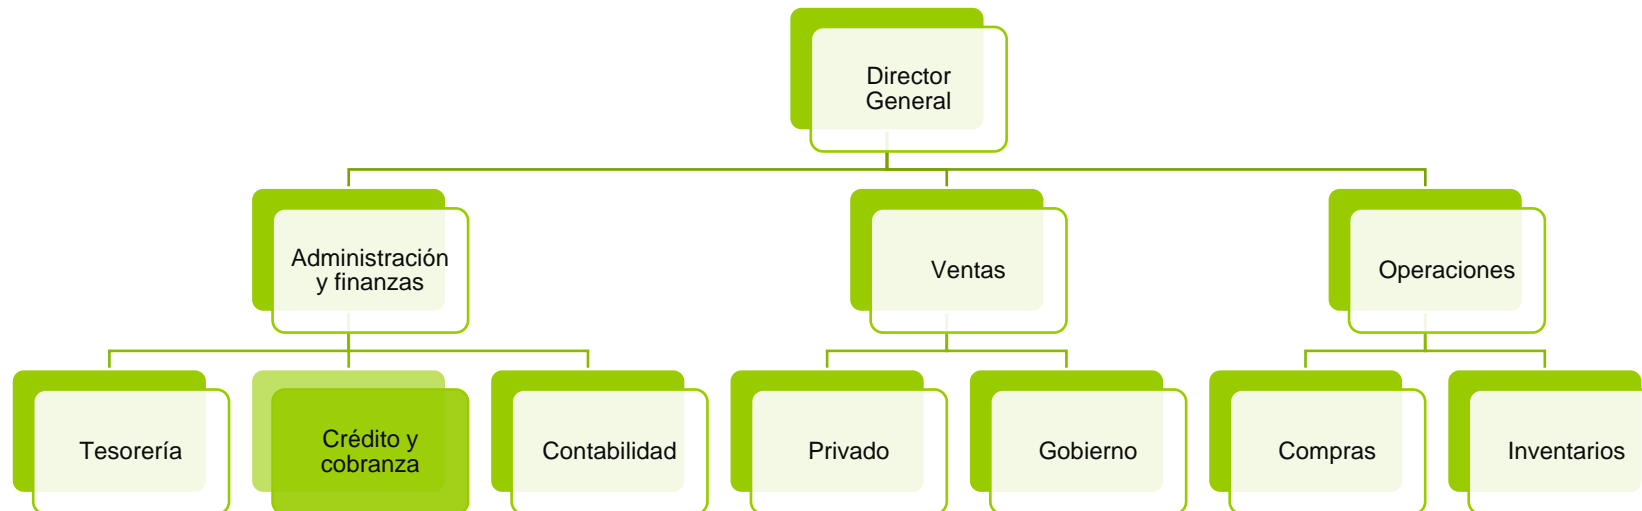 Director
General
Administración
y finanzas
Ventas
Operaciones
Tesorería
Crédito y
cobranza
Contabilidad
Privado
Gobierno
Compras
Inventarios